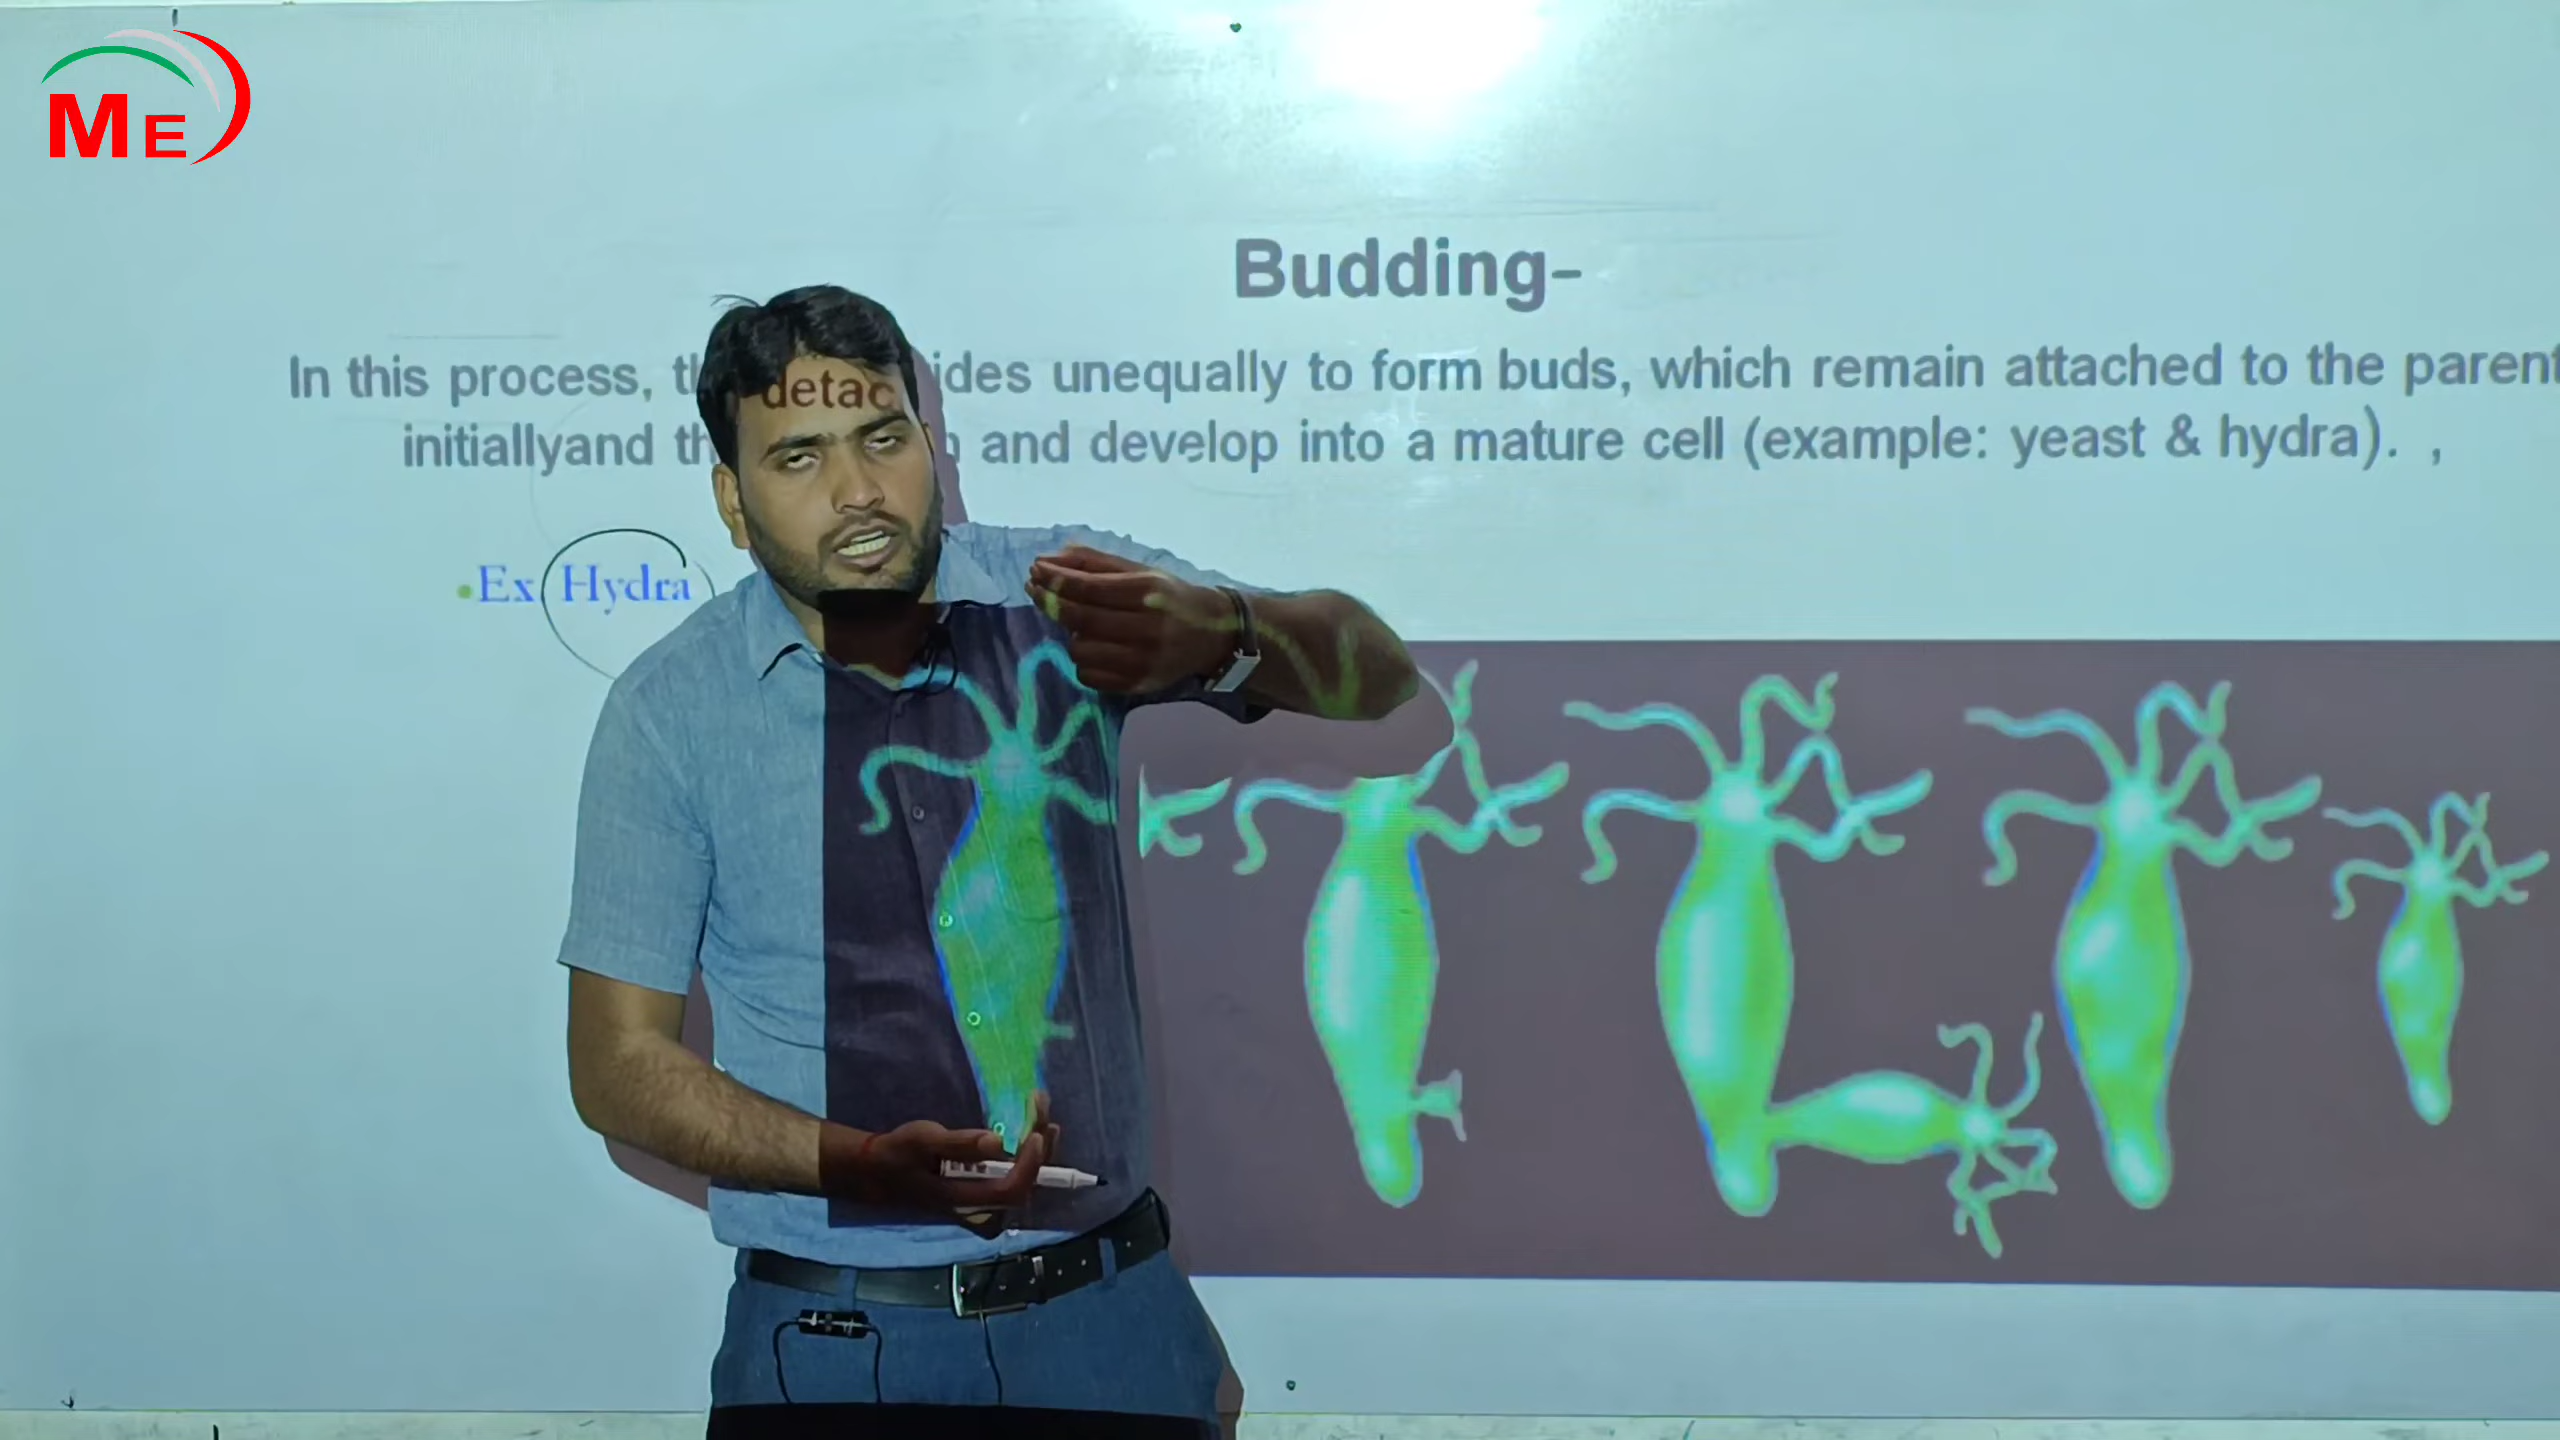 ME
Budding-
In this process, ides unequally to form buds, which remain attached to the parent
detac
initiallyand and develop into a mature cell (example: yeast & hydra). ,
•Ex Hydra